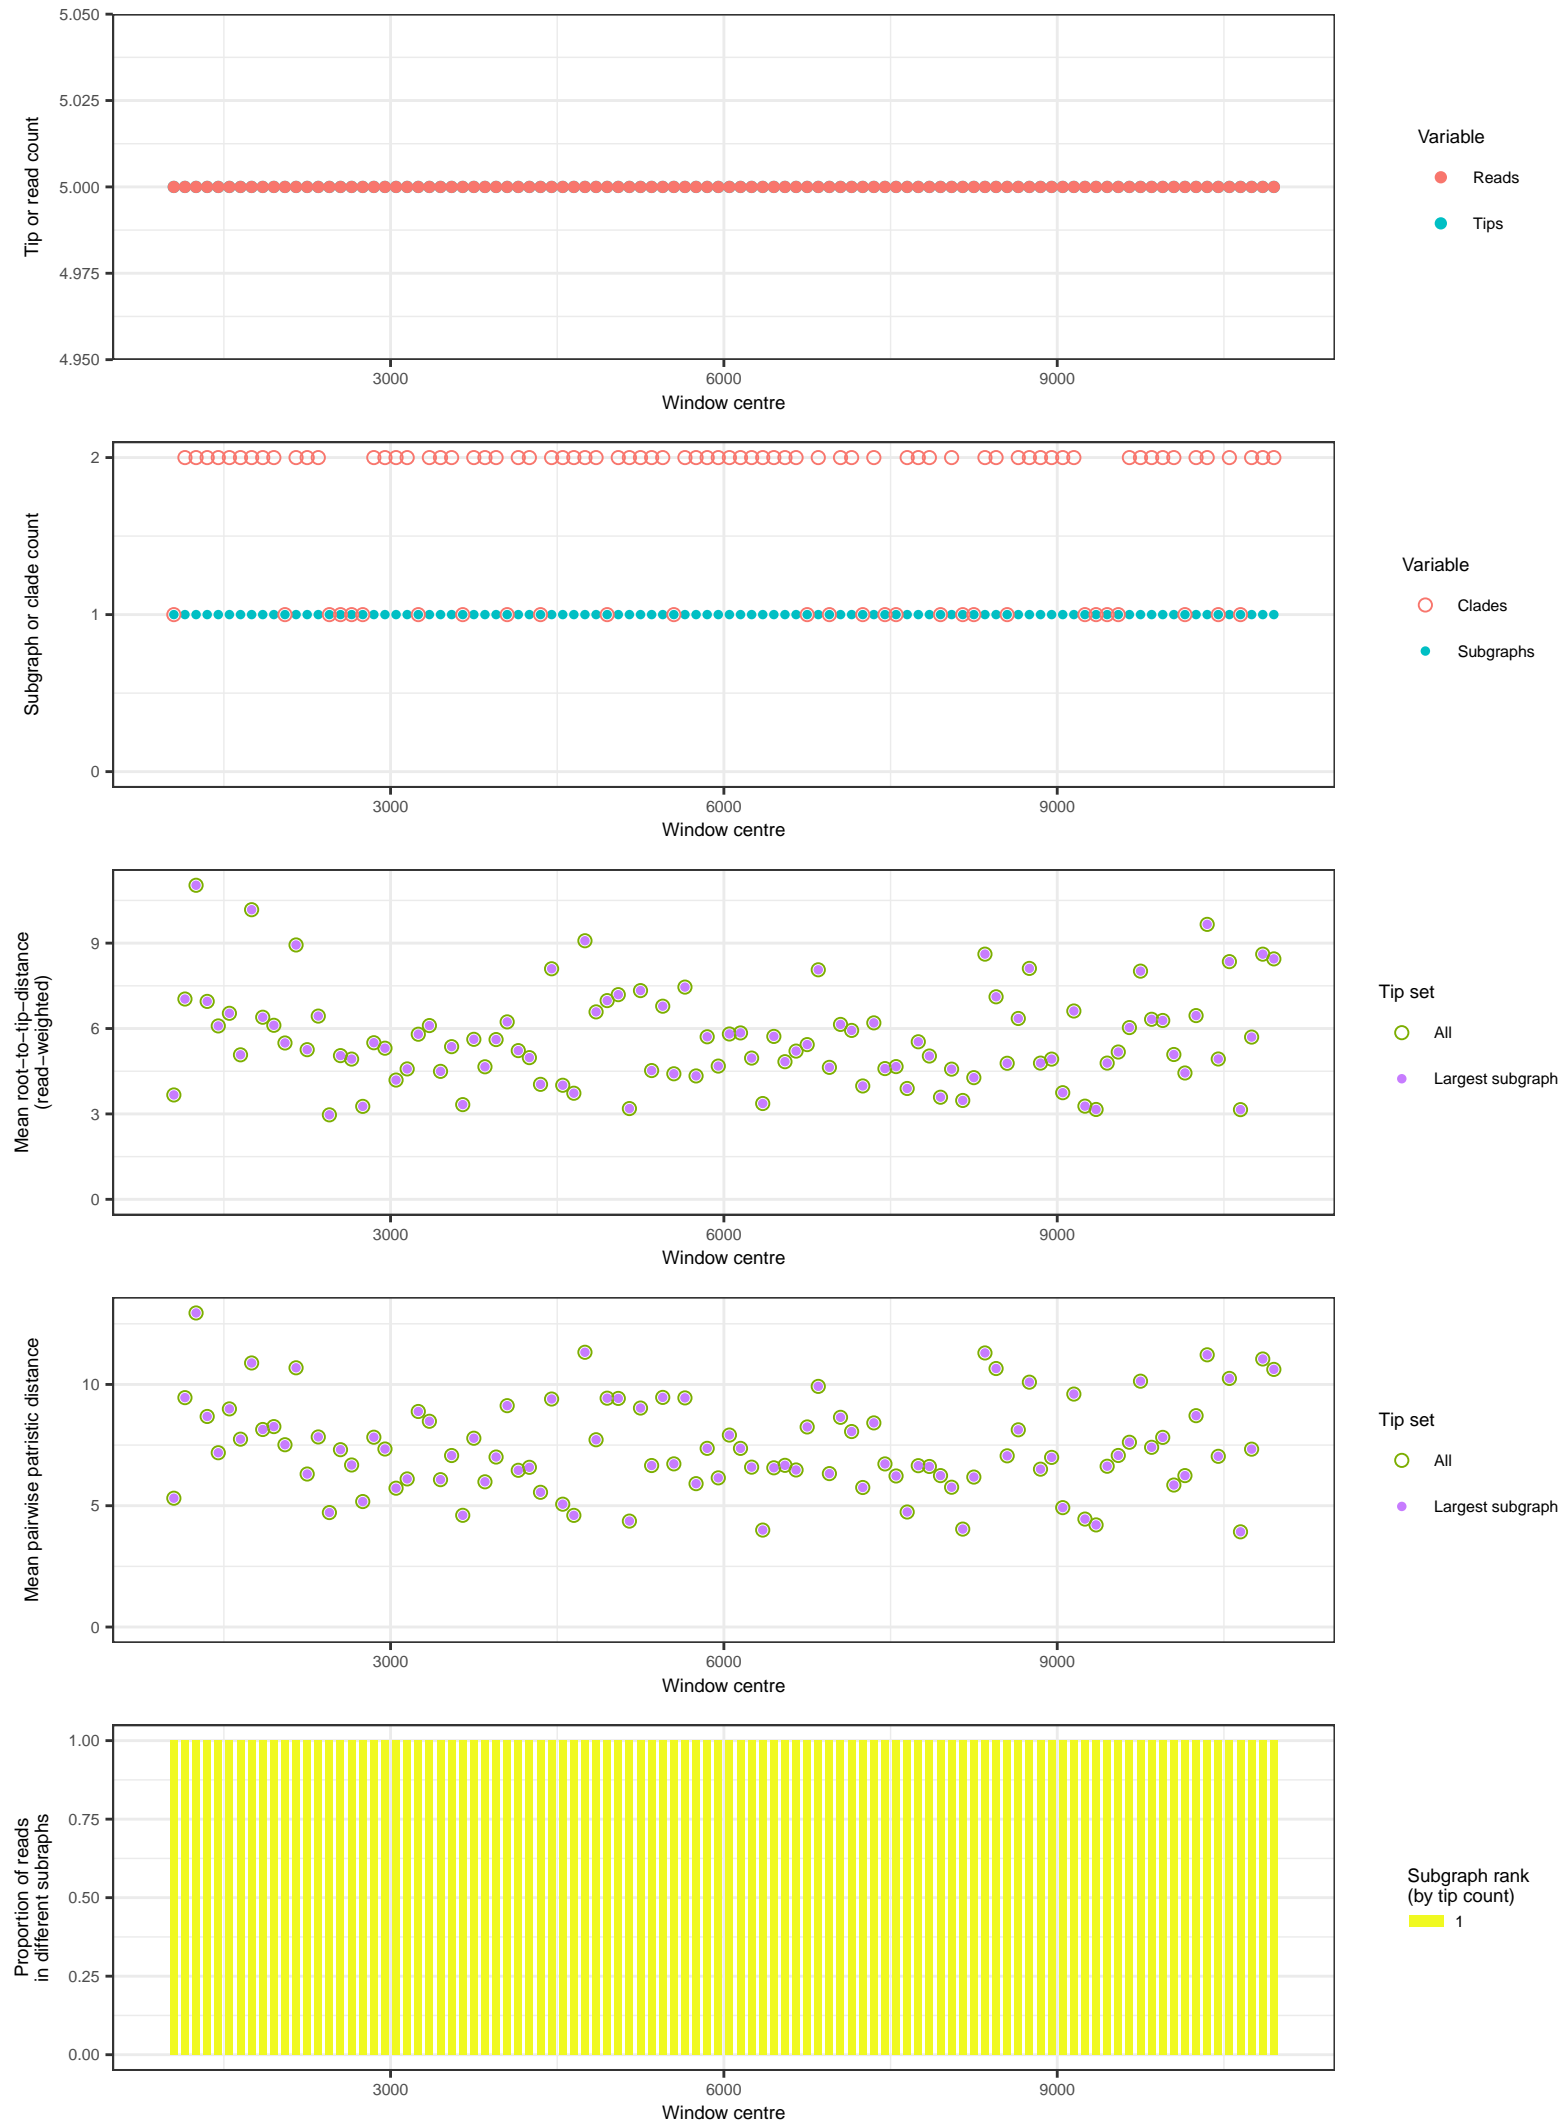 5.050
5.025
5.000
4.975
4.950
Tip or read count
3000 6000 9000
Window centre
Variable
Reads
Tips
2
1
0
Subgraph or clade count
3000 6000 9000
Window centre
Variable
Clades
Subgraphs
9
6
3
0
Mean root−to−tip−distance
(read−weighted)
3000 6000 9000
Window centre
Tip set
All
Largest subgraph
10
5
0
Mean pairwise patristic distance
3000 6000 9000
Window centre
Tip set
All
Largest subgraph
1.00
0.75
0.50
0.25
0.00
Proportion of reads
in different subraphs
3000 6000 9000
Window centre
Subgraph rank
(by tip count)
1